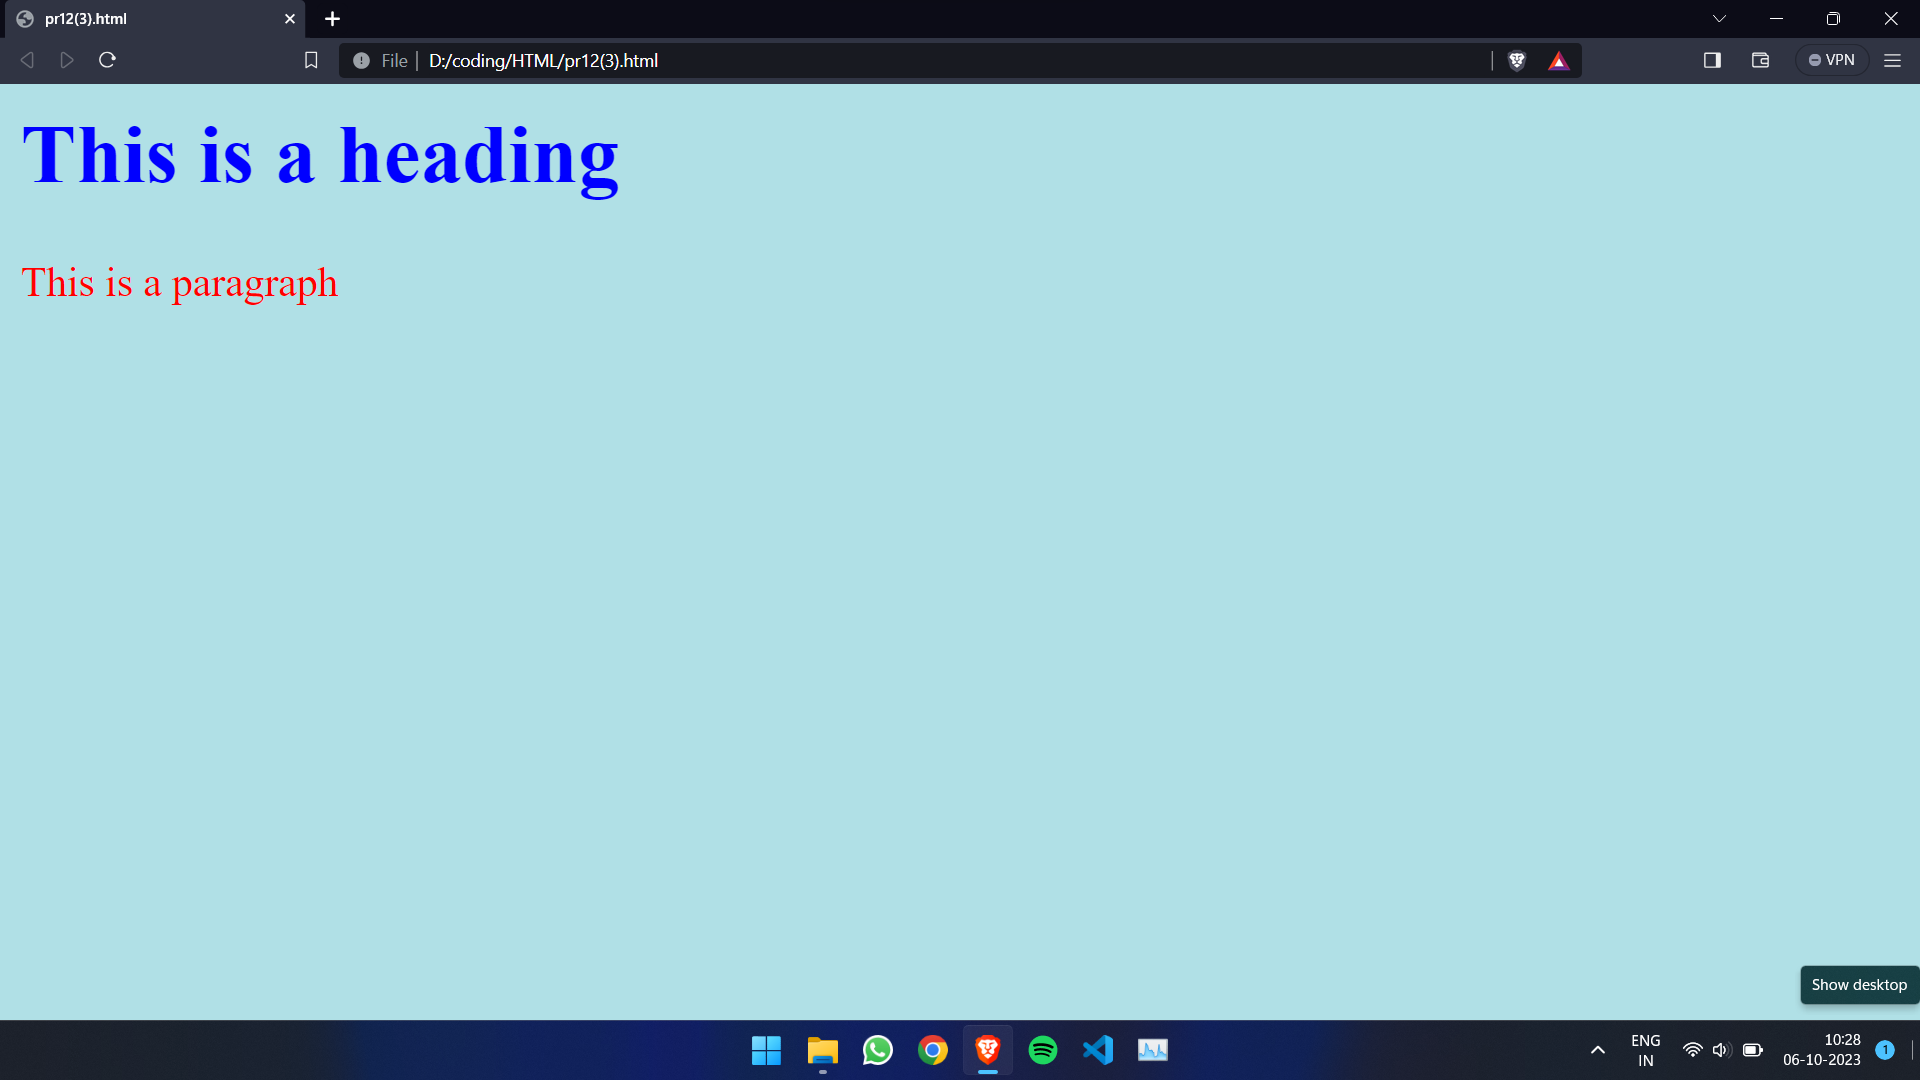 pr12(3).html
File
D:/coding/HTML/pr12(3).html
VPN
This is a heading
This is a paragraph
Show desktop
ENG
IN
10:28
06-10-2023
1